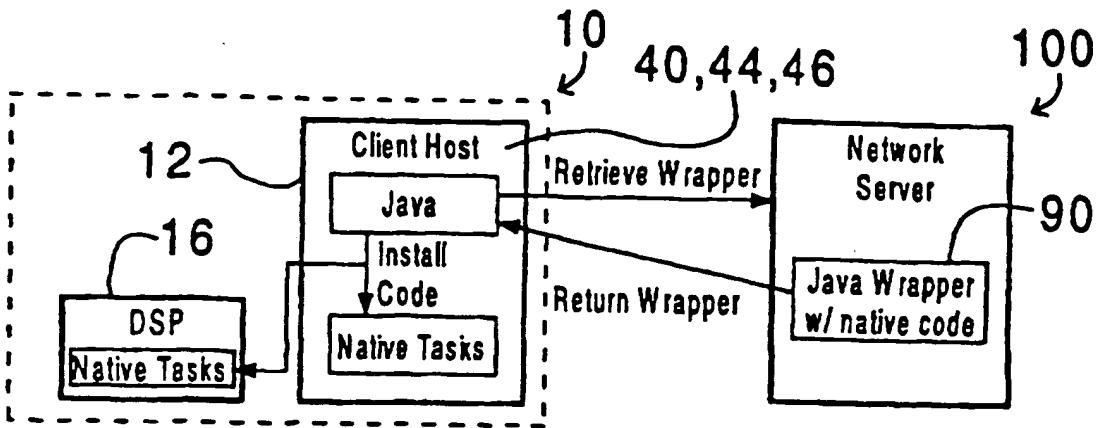 10
40,44,46
100
12
Client Host
Java
Install
Code
Native Tasks
16
DSP
Native Tasks
Retrieve Wrapper
Return Wrapper
Network
Server
90
Java Wrapper
w/ native code